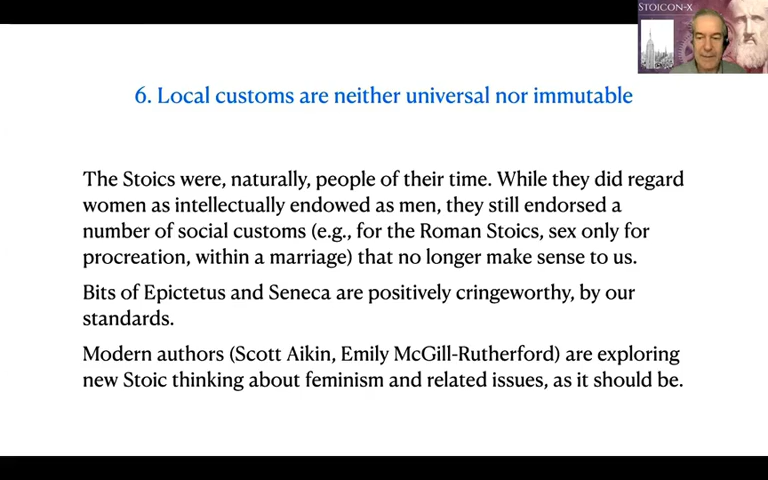 STOICON-X
6. Local customs are neither universal nor immutable
The Stoics were, naturally, people of their time. While they did regard
women as intellectually endowed as men, they still endorsed a
number of social customs (e.g., for the Roman Stoics, sex only for
procreation, within a marriage) that no longer make sense to us.
Bits of Epictetus and Seneca are positively cringeworthy, by our
standards.
Modern authors (Scott Aikin, Emily McGill-Rutherford) are exploring
new Stoic thinking about feminism and related issues, as it should be.